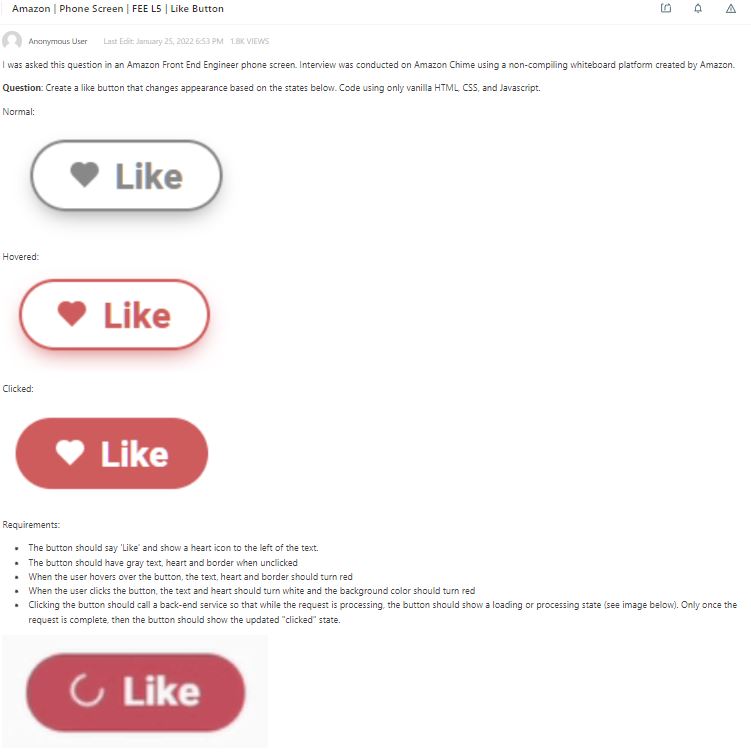 Amazon | Phone Screen | FEE L5 | Like Button
Anonymous User Last Edit: January 25, 2022 6:53 PM 1.8K VIEWS
I was asked this question in an Amazon Front End Engineer phone screen. Interview was conducted on Amazon Chime using a non-compiling whiteboard platform created by Amazon.
Question: Create a like button that changes appearance based on the states below. Code using only vanilla HTML, CSS, and Javascript.
Normal:
Like
Hovered:
Like
Clicked:
Like
Requirements:
• The button should say 'Like' and show a heart icon to the left of the text.
• The button should have gray text, heart and border when unclicked
• When the user hovers over the button, the text, heart and border should turn red
• When the user clicks the button, the text and heart should turn white and the background color should turn red
• Clicking the button should call a back-end service so that while the request is processing, the button should show a loading or processing state (see image below). Only once the
request is complete, then the button should show the updated "clicked" state.
Like